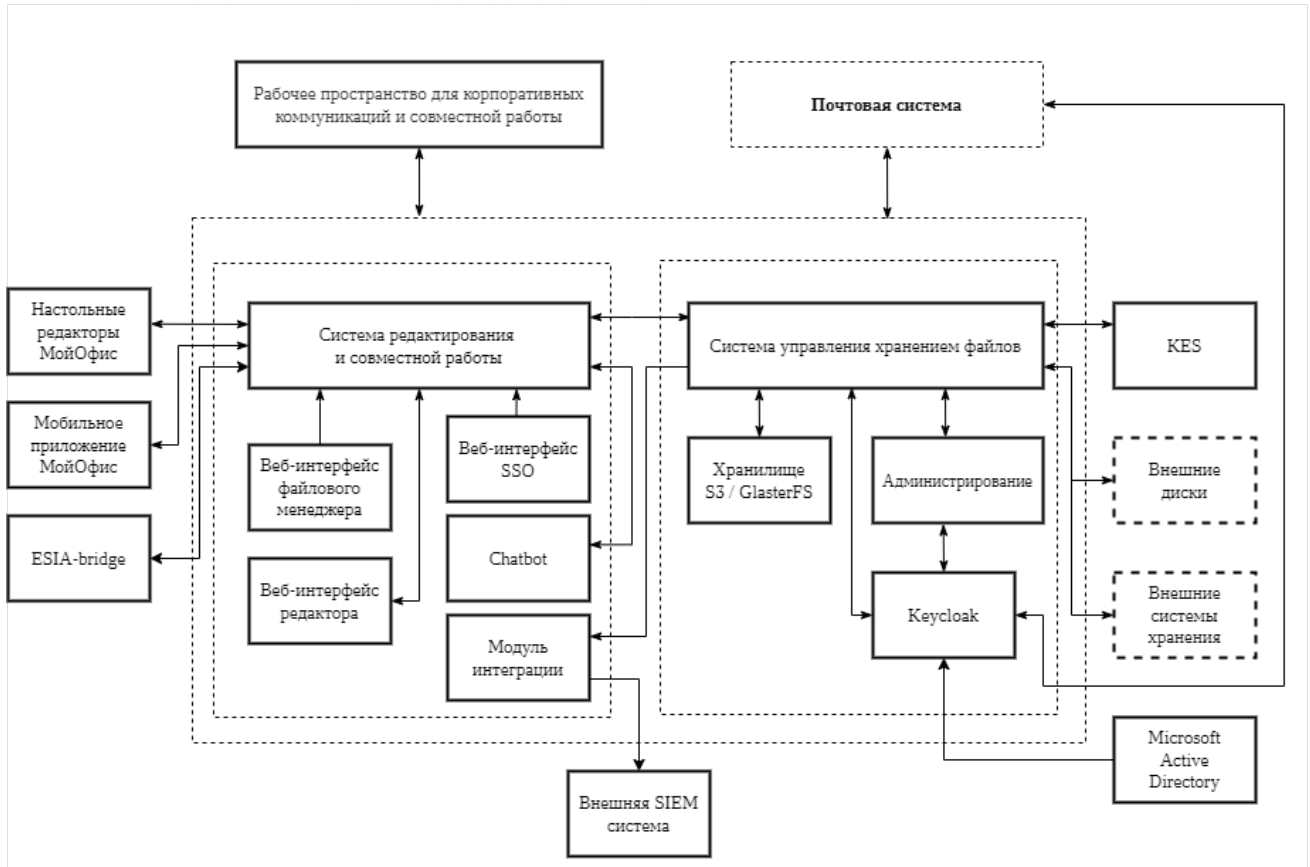 Рабочее пространство для корпоративных
коммуникаций и совместной работы
Почтовая система
Настольные
редакторы
МойОфис
Система редактирования
и совместной работы
Система управления хранением файлов
KES
Мобильное
приложение
МойОфис
Веб-интерфейс
файлового
менеджера
Веб-интерфейс
SSO
Хранилище
S3 / GlasterFS
Администрирование
Внешние
диски
ESIA-bridge
Chatbot
Веб-интерфейс
редактора
Keycloak
Внешние
системы
хранения
Модуль
интеграции
Microsoft
Active
Directory
Внешняя SIEM
система